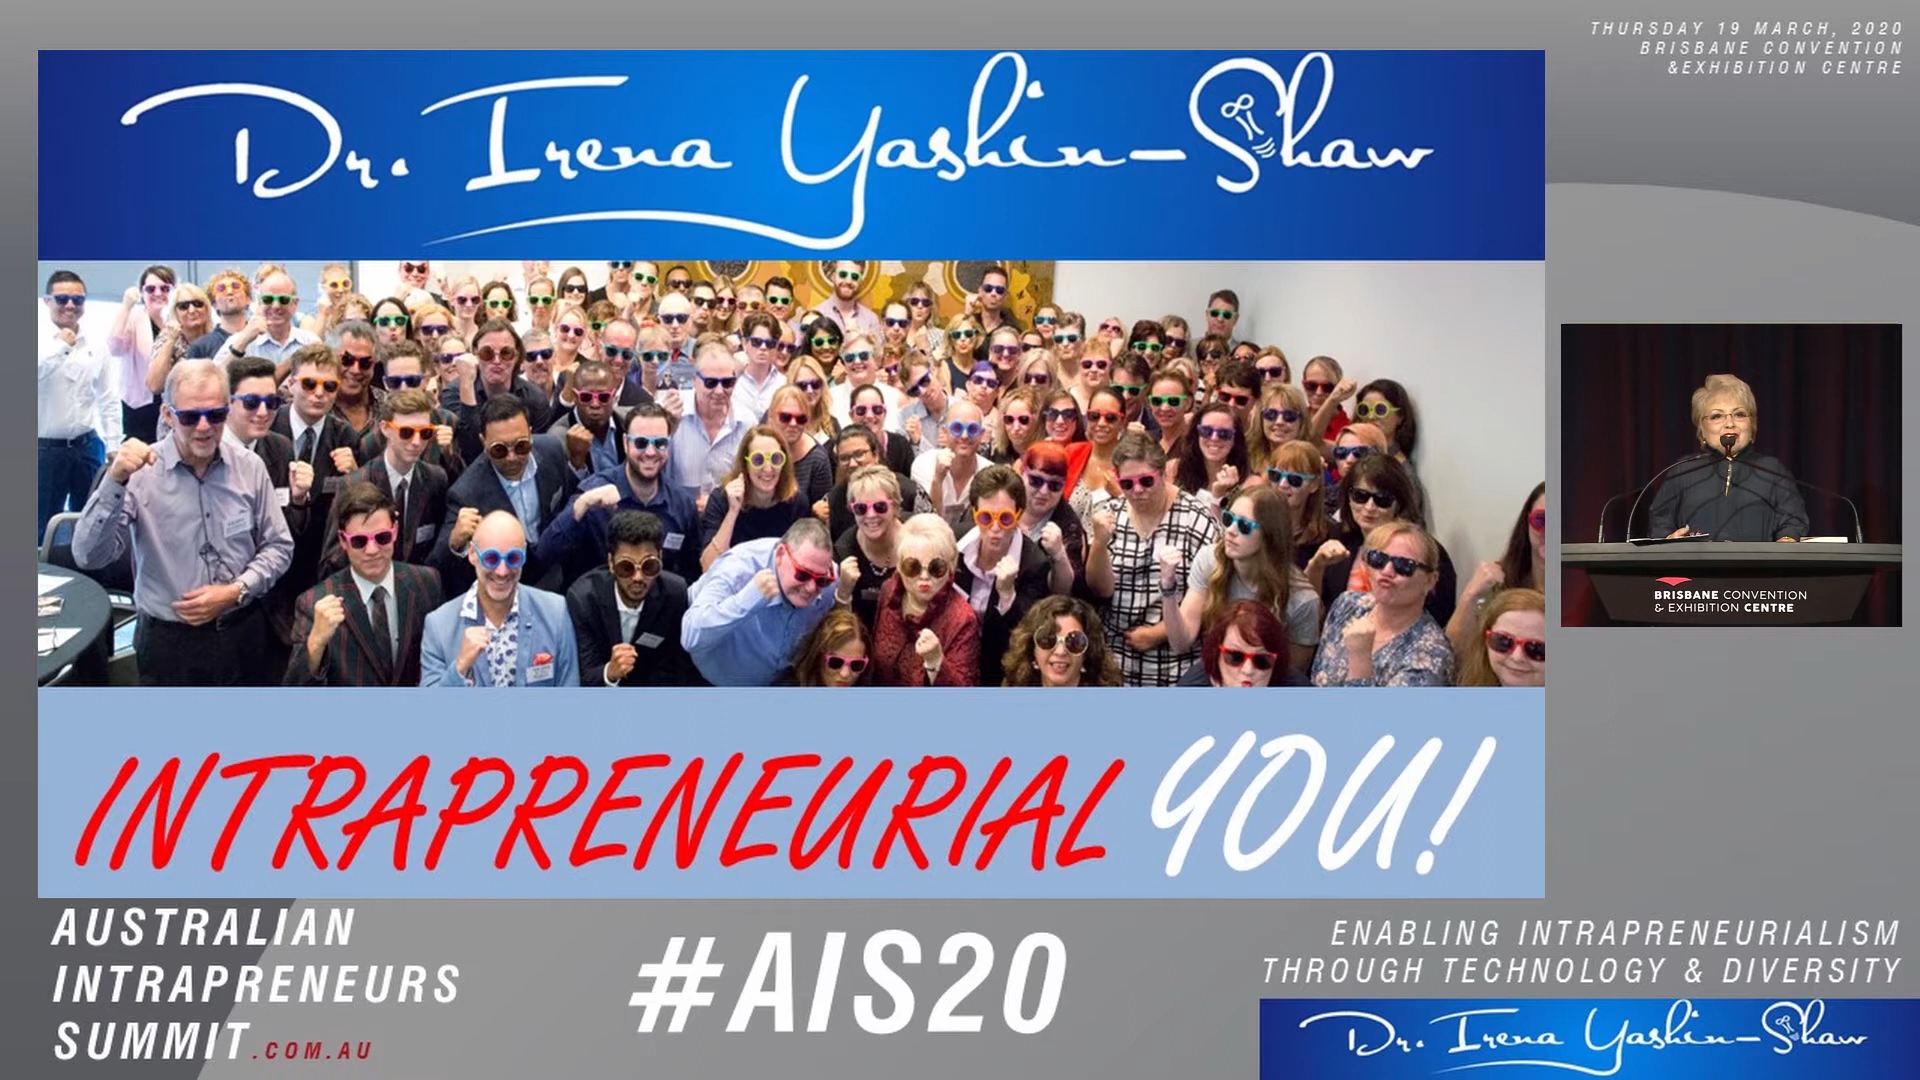 THURSDAY 19 MARCH, 2020
BRISBANE CONVENTION
&EXHIBITION CENTRE
Dr. Irena Yashin-Shaw
BRISBANE CONVENTION
& EXHIBITION CENTRE
INTRAPRENEURIAL YOU!
AUSTRALIAN
INTRAPRENEURS
SUMMIT.COM.AU
#AIS20
ENABLING INTRAPRENEURIALISM
THROUGH TECHNOLOGY & DIVERSITY
Dr. Irena Yashin-Shaw